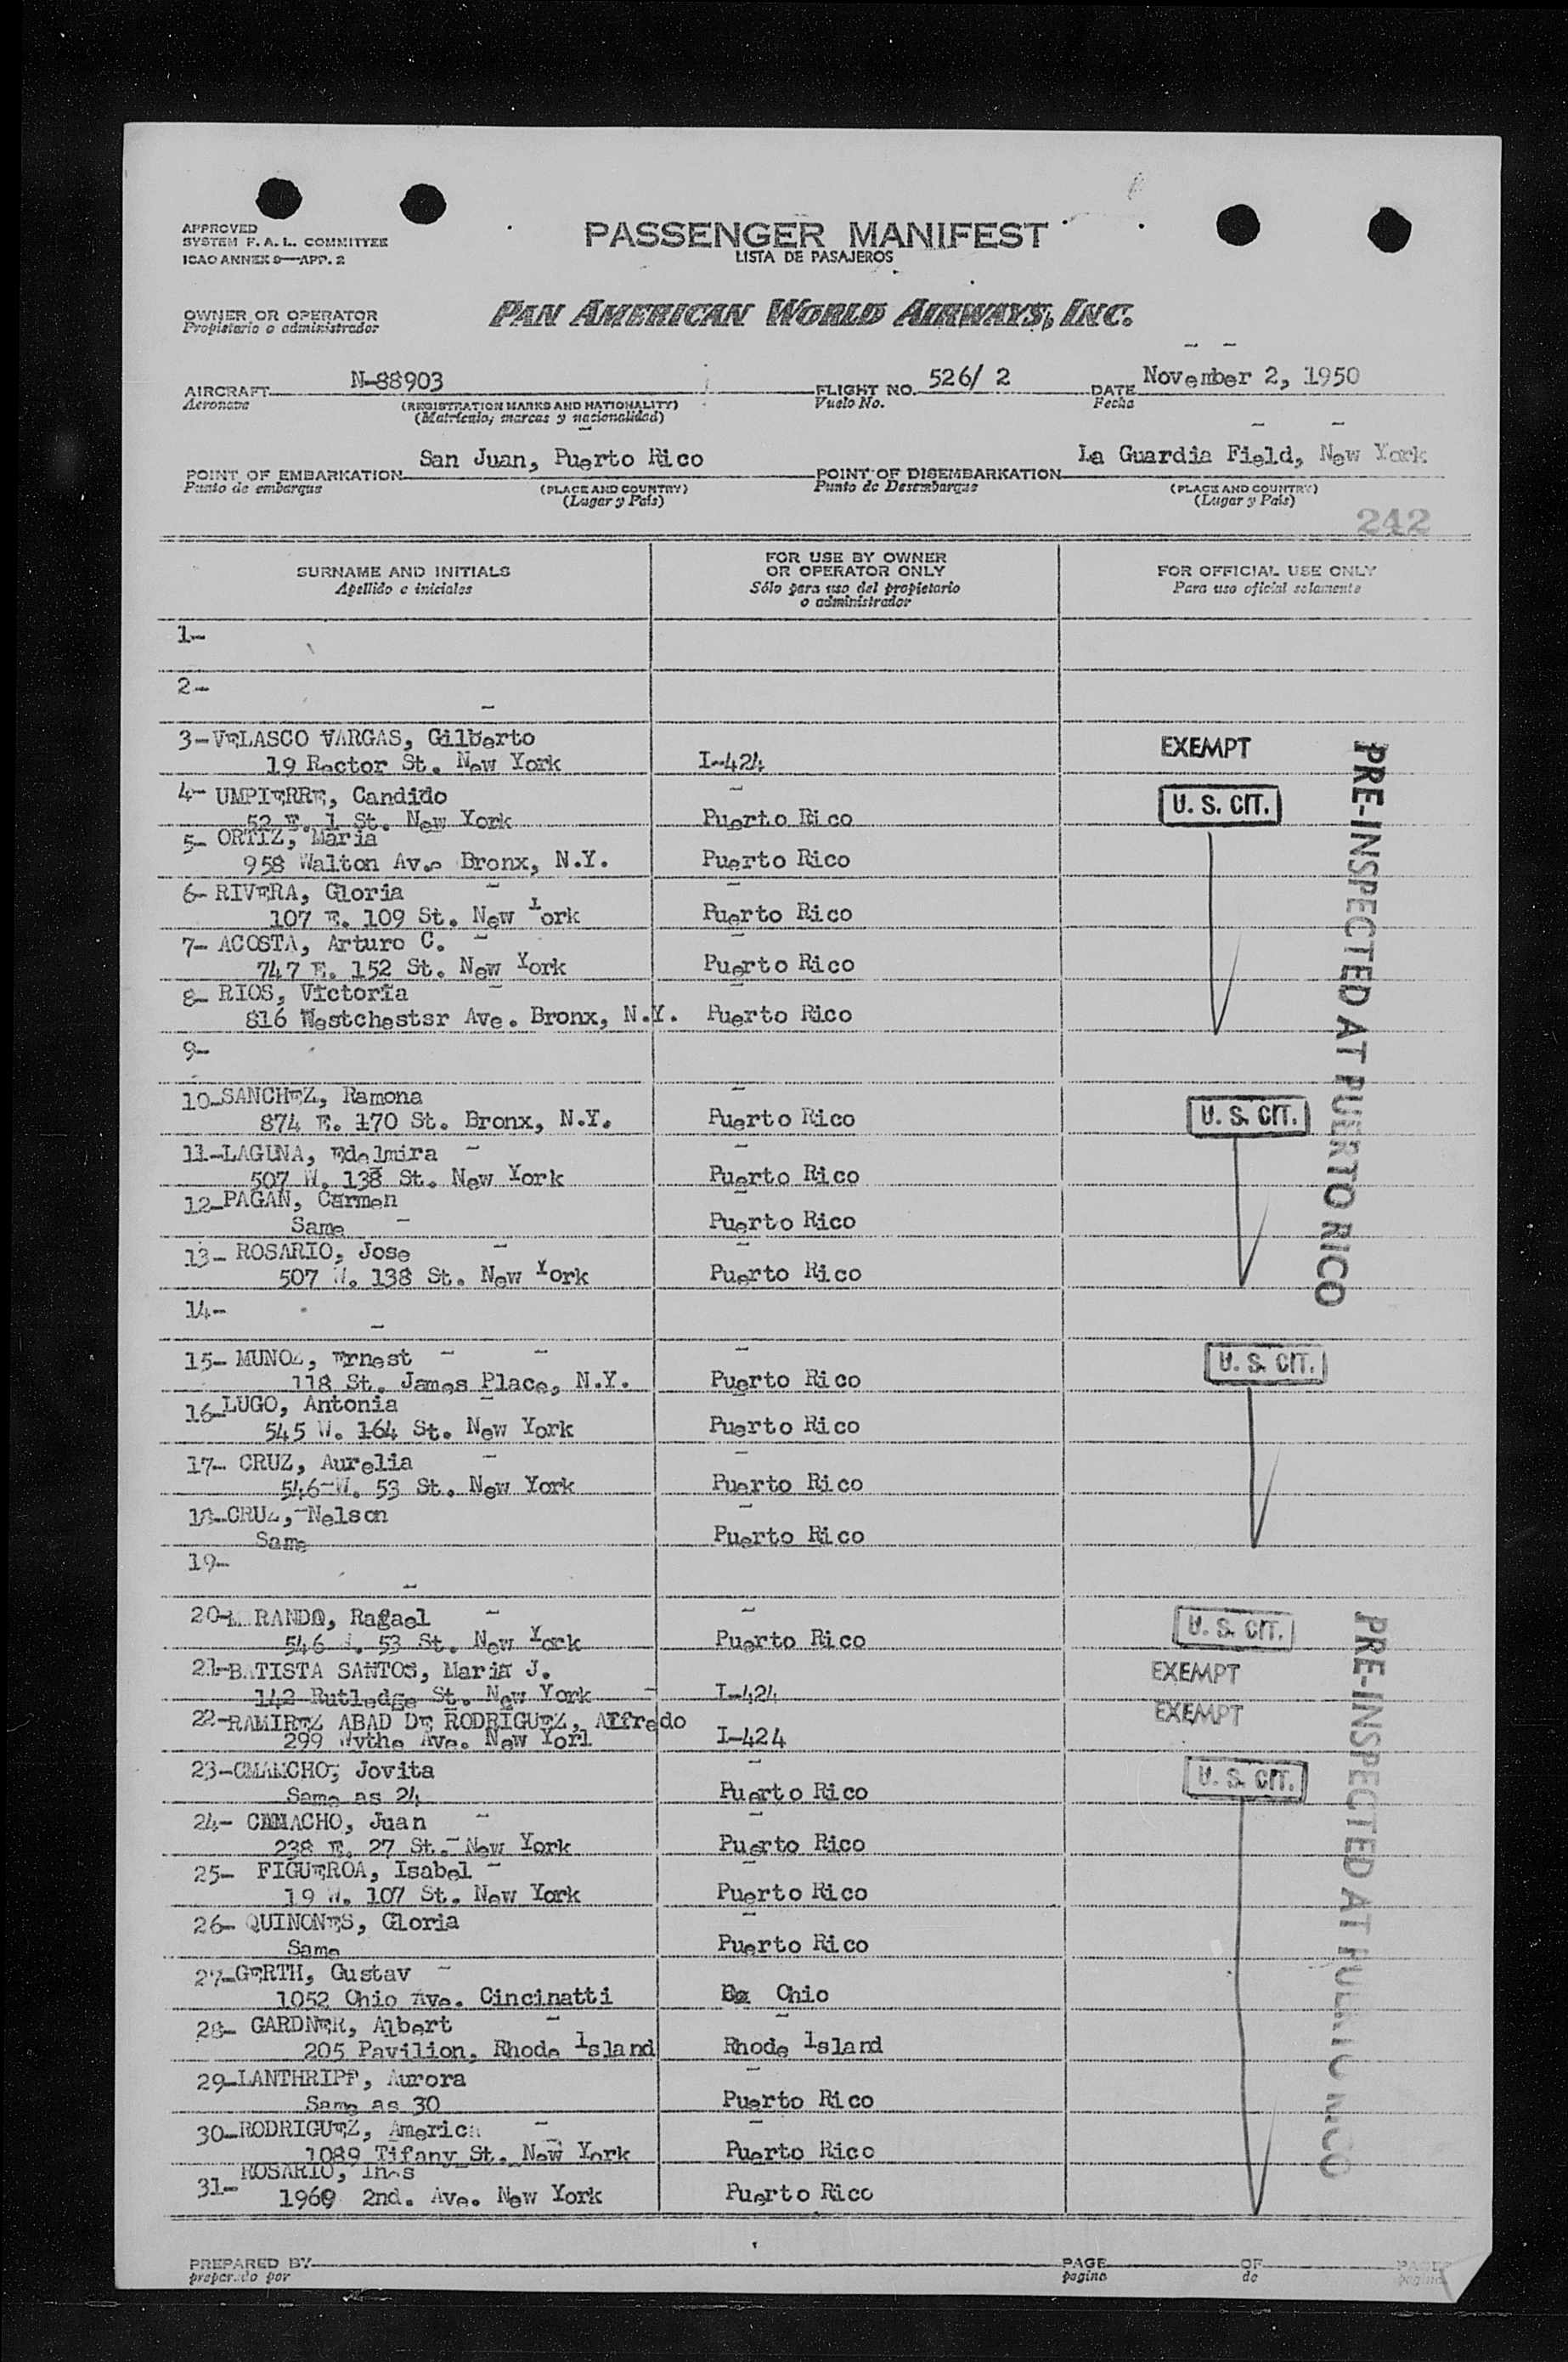 APPROVED
SYSTEM F. A. L. COMMITTEE
ICAO ANNEX 9—APP. 2
PASSENGER MANIFEST
LISTA DE PASAJEROS
OWNER OR OPERATOR
Propietario o administrador
PAN AMERICAN WORLD AIRWAYS, INC.
AIRCRAFT N-88903 FLIGHT NO. 526/ 2 DATE November 2, 1950
Aeronave (REGISTRATION MARKS AND NATIONALITY) Vuelo No. Fecha
(Matrícula, marcas y nacionalidad)
POINT OF EMBARKATION San Juan, Puerto Rico POINT OF DISEMBARKATION La Guardia Field, New York
Punto de embarque (PLACE AND COUNTRY) Punto de Desembarque (PLACE AND COUNTRY)
(Lugar y País) (Lugar y País)
242
SURNAME AND INITIALS
Apellido e iniciales
FOR USE BY OWNER
OR OPERATOR ONLY
Sólo para uso del propietario
o administrador
FOR OFFICIAL USE ONLY
Para uso oficial solamente
1-
2-
3-VELASCO VARGAS, Gilberto EXEMPT
19 Rector St. New York I-424
4- UMPIERRE, Candido U. S. CIT.
52 E. 1 St. New York Puerto Rico
5- ORTIZ, Maria
958 Walton Ave Bronx, N.Y. Puerto Rico
6- RIVERA, Gloria
107 E. 109 St. New York Puerto Rico
7- ACOSTA, Arturo C.
747 E. 152 St. New York Puerto Rico
8- RIOS, Victoria
816 Westchestsr Ave. Bronx, N.Y. Puerto Rico
9-
10-SANCHEZ, Ramona U. S. CIT.
874 E. 170 St. Bronx, N.Y. Puerto Rico
11-LAGUNA, Edelmira
507 W. 138 St. New York Puerto Rico
12-PAGAN, Carmen
Same Puerto Rico
13- ROSARIO, Jose
507 W. 138 St. New York Puerto Rico
14-
15- MUNOZ, Ernest U. S. CIT.
118 St. James Place, N.Y. Puerto Rico
16-LUGO, Antonia
545 W. 164 St. New York Puerto Rico
17- CRUZ, Aurelia
546-W. 53 St. New York Puerto Rico
18-CRUZ, Nelson
Same Puerto Rico
19-
20- Ragael U. S. CIT.
546 W. 53 St. New York Puerto Rico
21-BATISTA SANTOS, Maria J. EXEMPT
142 Rutledge St. New York I-424
22-RAMIREZ ABAD DE RODRIGUEZ, Alfredo EXEMPT
299 Wythe Ave. New Yorl I-424
23-CMAMCHO, Jovita U. S. CIT.
Same as 24 Puerto Rico
24- CAMACHO, Juan
238 E. 27 St. New York Puerto Rico
25- FIGUEROA, Isabel
19 W. 107 St. New York Puerto Rico
26- QUINONES, Gloria
Same Puerto Rico
27-GERTH, Gustav
1052 Ohio Ave. Cincinatti Ohio
28- GARDNER, Albert
205 Pavilion, Rhode Island Rhode Island
29-LANTHRIPP, Aurora
Same as 30 Puerto Rico
30-RODRIGUEZ, America
1089 Tifany St. New York Puerto Rico
31- ROSARIO, Ines
1969 2nd. Ave. New York Puerto Rico
PRE-INSPECTED AT PUERTO RICO
PRE-INSPECTED AT PUERTO RICO
PREPARED BY PAGE OF PAGES
preparado por pagina de pagina